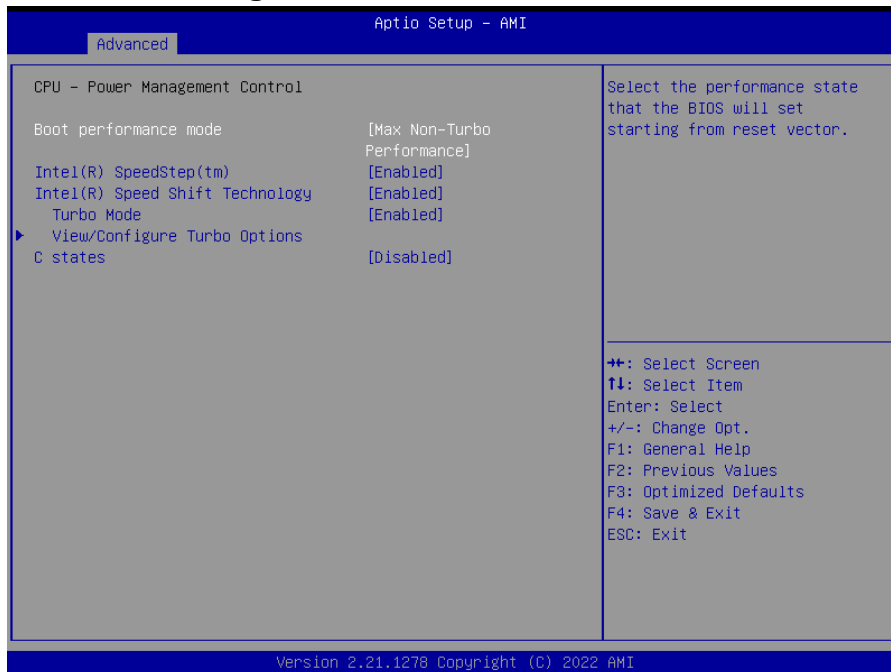 Aptio Setup – AMI
Advanced
CPU – Power Management Control
Boot performance mode [Max Non-Turbo
Performance]
Intel(R) SpeedStep(tm) [Enabled]
Intel(R) Speed Shift Technology [Enabled]
Turbo Mode [Enabled]
View/Configure Turbo Options
C states [Disabled]
Select the performance state
that the BIOS will set
starting from reset vector.
→←: Select Screen
↑↓: Select Item
Enter: Select
+/-: Change Opt.
F1: General Help
F2: Previous Values
F3: Optimized Defaults
F4: Save & Exit
ESC: Exit
Version 2.21.1278 Copyright (C) 2022 AMI